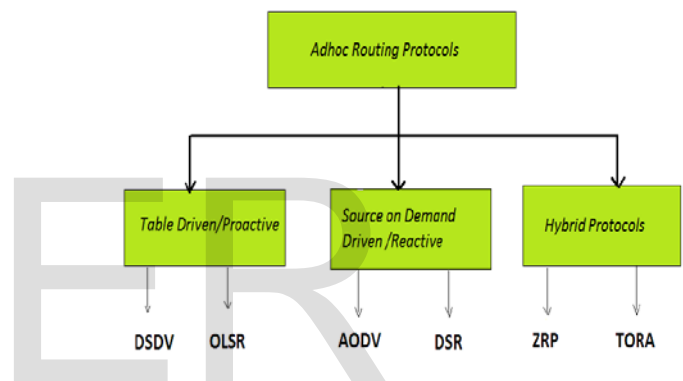 Adhoc Routing Protocols
Table Driven/Proactive
Source on Demand
Driven /Reactive
Hybrid Protocols
DSDV OLSR AODV DSR ZRP TORA
ER